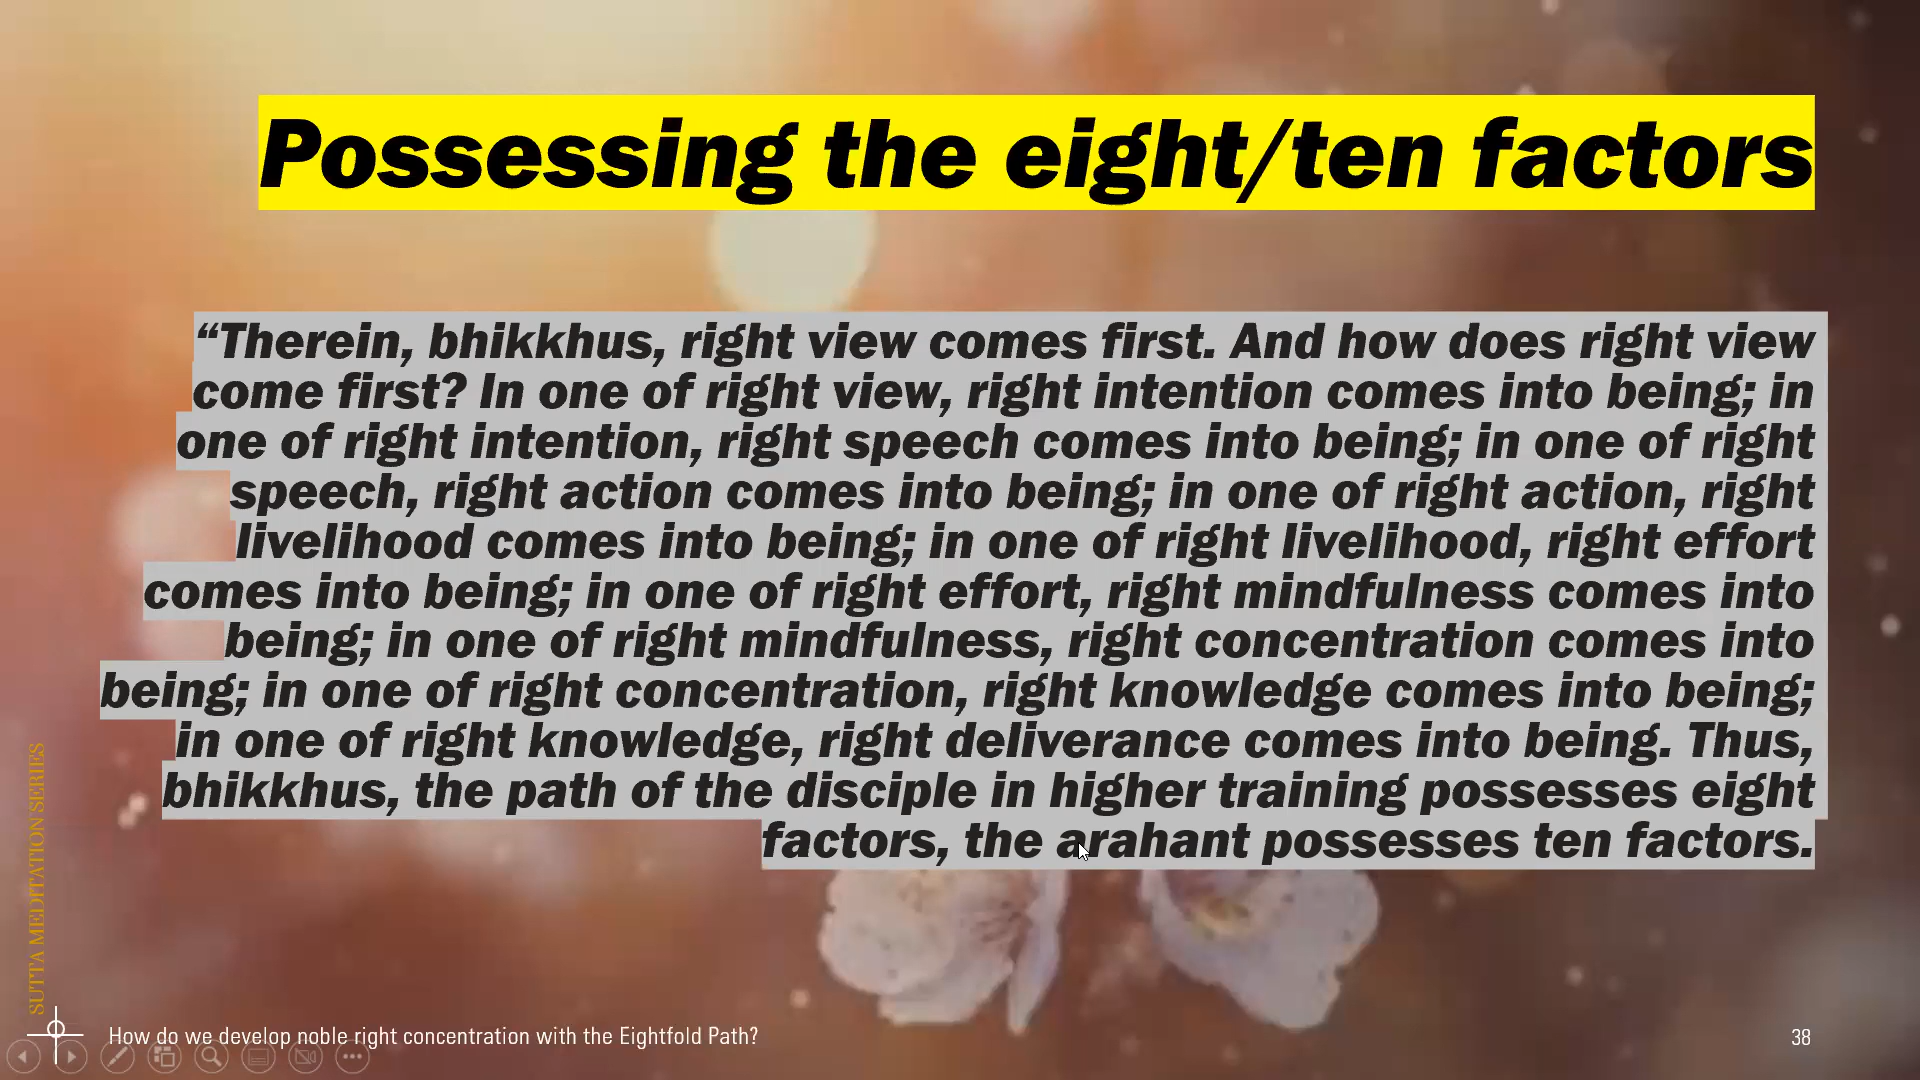 Possessing the eight/ten factors
“Therein, bhikkhus, right view comes first. And how does right view
come first? In one of right view, right intention comes into being; in
one of right intention, right speech comes into being; in one of right
speech, right action comes into being; in one of right action, right
livelihood comes into being; in one of right livelihood, right effort
comes into being; in one of right effort, right mindfulness comes into
being; in one of right mindfulness, right concentration comes into
being; in one of right concentration, right knowledge comes into being;
in one of right knowledge, right deliverance comes into being. Thus,
bhikkhus, the path of the disciple in higher training possesses eight
factors, the arahant possesses ten factors.
SUTTA MEDITATION SERIES
How do we develop noble right concentration with the Eightfold Path?
38